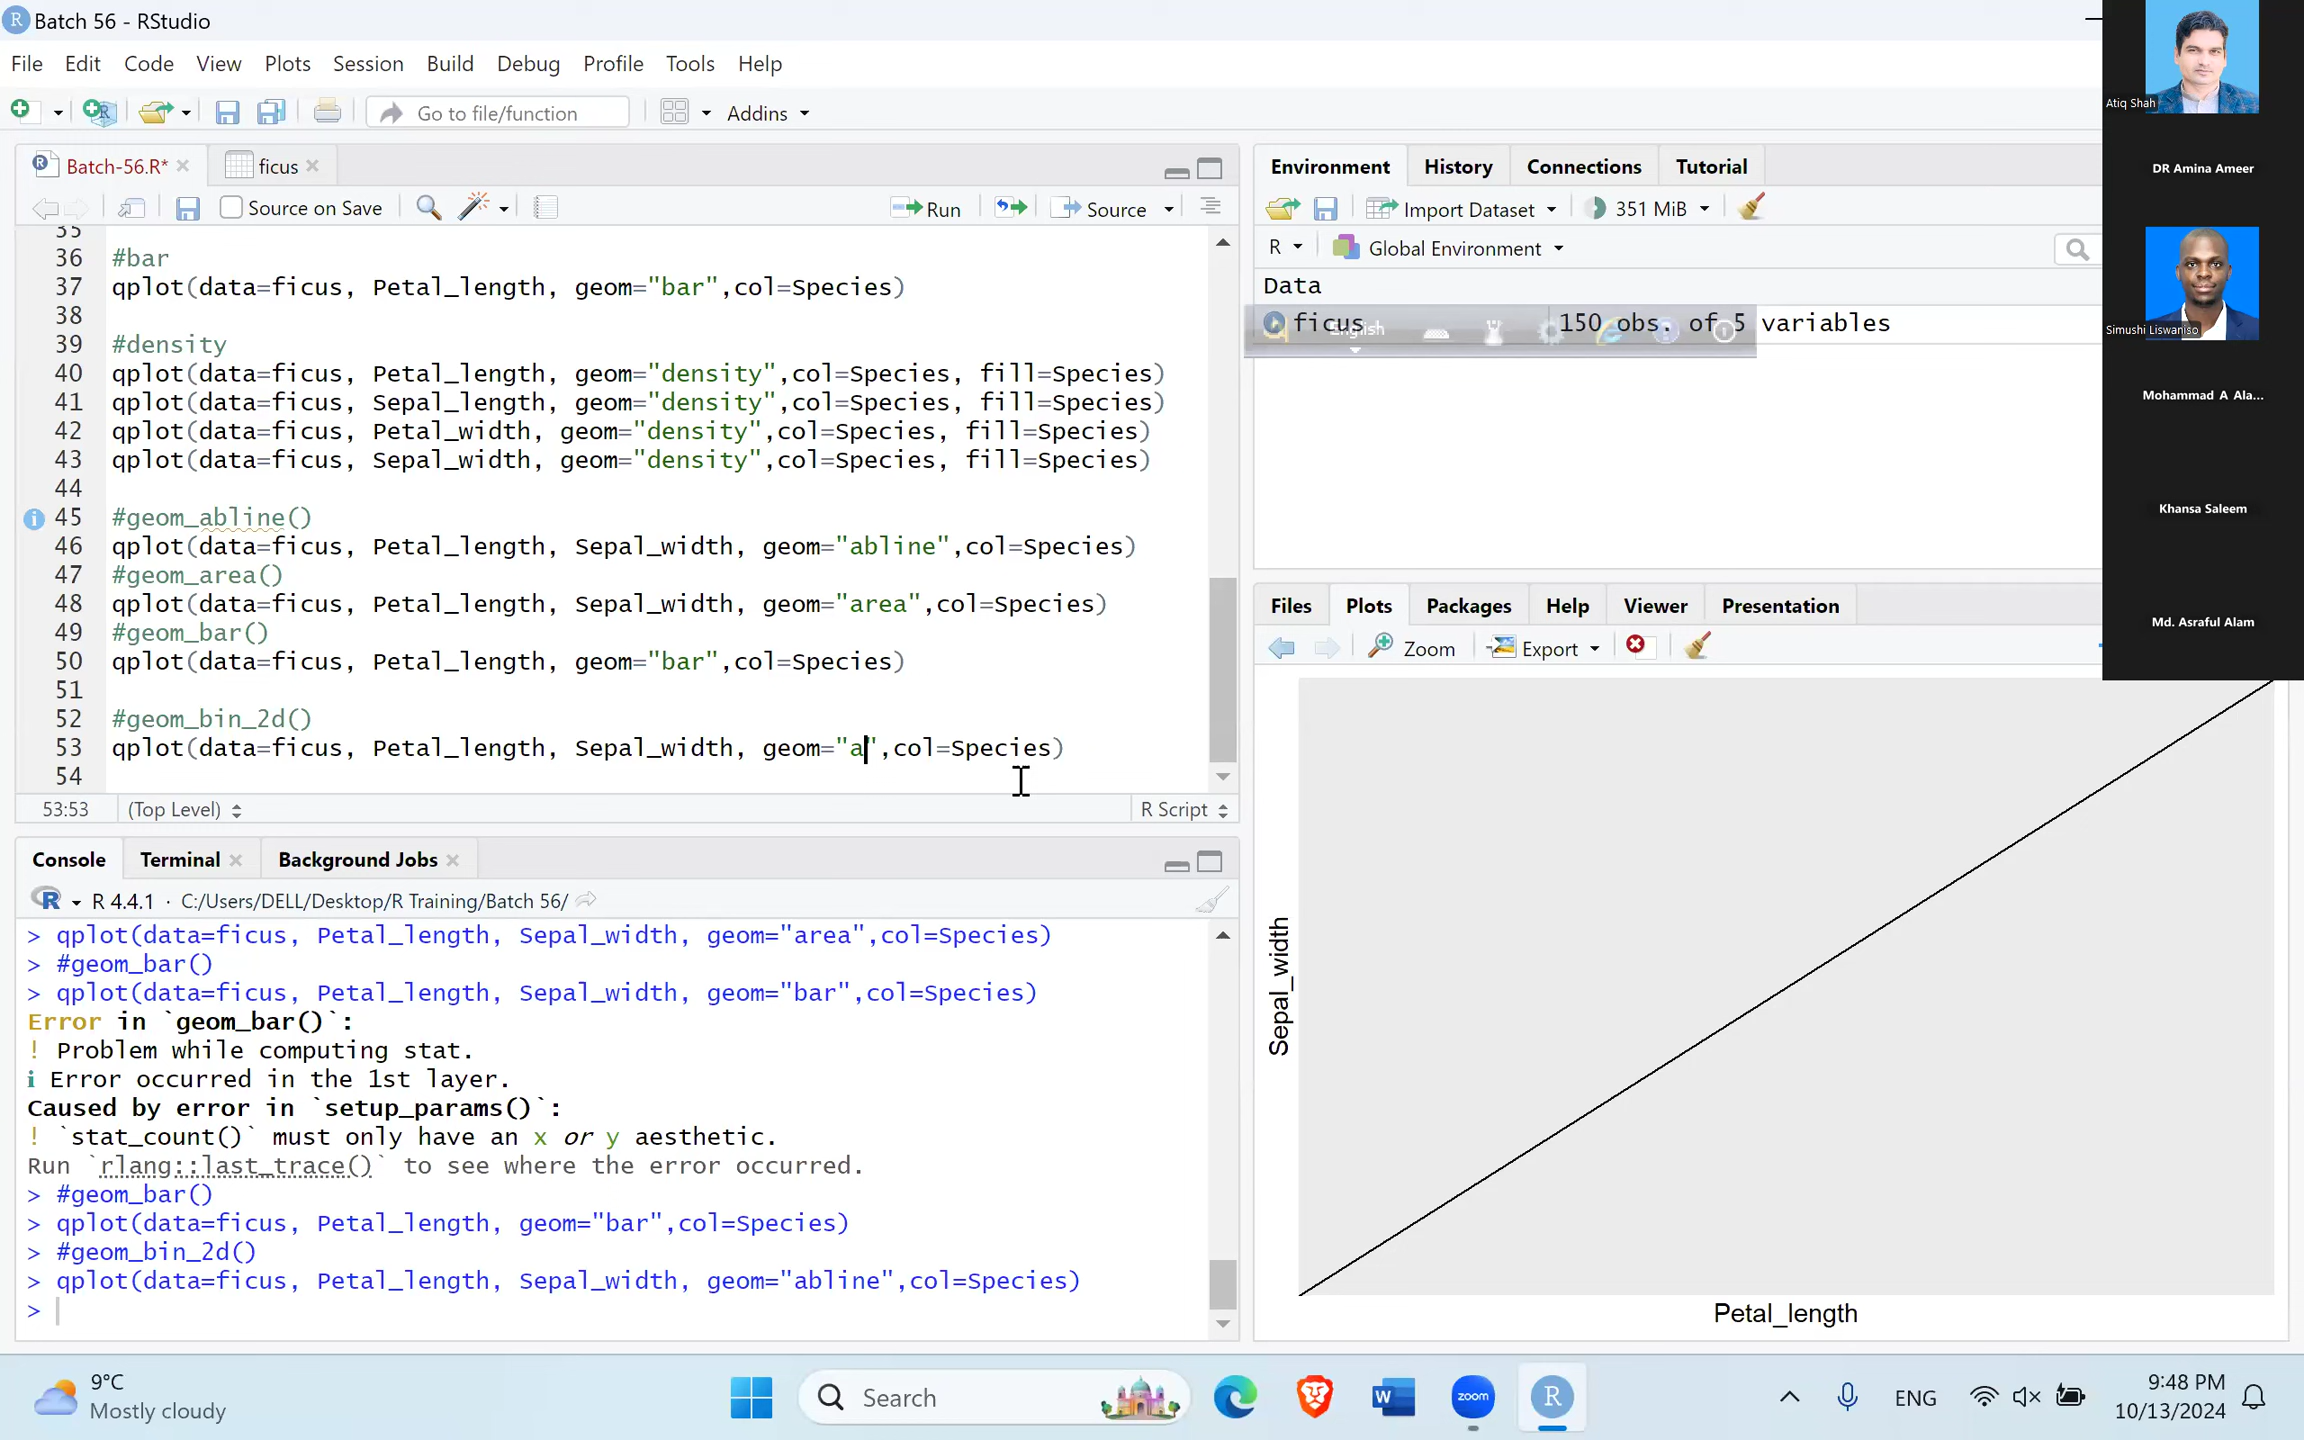 Batch 56 - RStudio
File Edit Code View Plots Session Build Debug Profile Tools Help
Go to file/function Addins
Batch-56.R* ficus
Source on Save Run Source
35
36 #bar
37 qplot(data=ficus, Petal_length, geom="bar",col=Species)
38
39 #density
40 qplot(data=ficus, Petal_length, geom="density",col=Species, fill=Species)
41 qplot(data=ficus, Sepal_length, geom="density",col=Species, fill=Species)
42 qplot(data=ficus, Petal_width, geom="density",col=Species, fill=Species)
43 qplot(data=ficus, Sepal_width, geom="density",col=Species, fill=Species)
44
45 #geom_abline()
46 qplot(data=ficus, Petal_length, Sepal_width, geom="abline",col=Species)
47 #geom_area()
48 qplot(data=ficus, Petal_length, Sepal_width, geom="area",col=Species)
49 #geom_bar()
50 qplot(data=ficus, Petal_length, geom="bar",col=Species)
51
52 #geom_bin_2d()
53 qplot(data=ficus, Petal_length, Sepal_width, geom="a",col=Species)
54
53:53 (Top Level) R Script
Console Terminal Background Jobs
R 4.4.1 · C:/Users/DELL/Desktop/R Training/Batch 56/
> qplot(data=ficus, Petal_length, Sepal_width, geom="area",col=Species)
> #geom_bar()
> qplot(data=ficus, Petal_length, Sepal_width, geom="bar",col=Species)
Error in `geom_bar()`:
! Problem while computing stat.
ℹ Error occurred in the 1st layer.
Caused by error in `setup_params()`:
! `stat_count()` must only have an x or y aesthetic.
Run `rlang::last_trace()` to see where the error occurred.
> #geom_bar()
> qplot(data=ficus, Petal_length, geom="bar",col=Species)
> #geom_bin_2d()
> qplot(data=ficus, Petal_length, Sepal_width, geom="abline",col=Species)
>
Environment History Connections Tutorial
Import Dataset 351 MiB
R Global Environment
Data
ficus 150 obs. of 5 variables
English
Files Plots Packages Help Viewer Presentation
Zoom Export
Sepal_width
Petal_length
Atiq Shah
DR Amina Ameer
Simushi Liswaniso
Mohammad A Ala...
Khansa Saleem
Md. Asraful Alam
9°C
Mostly cloudy
Search
zoom
ENG
9:48 PM
10/13/2024